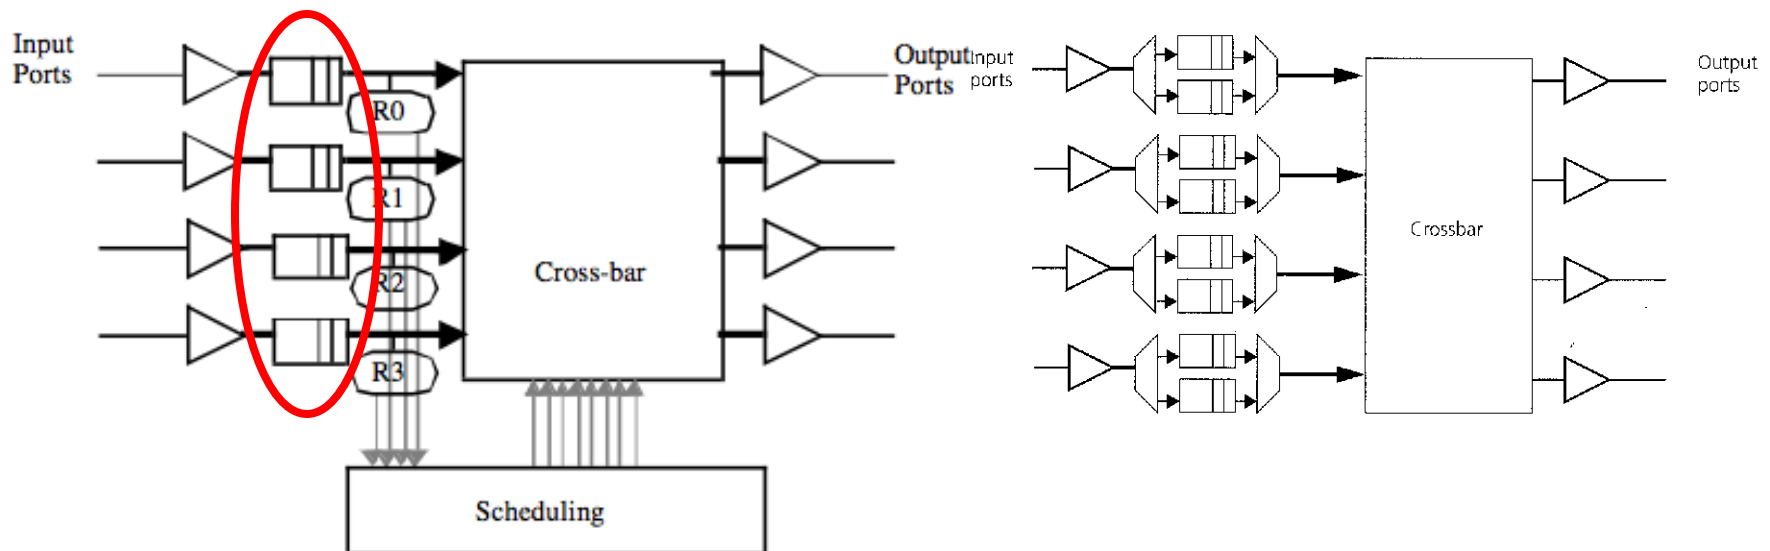 Input
Ports
R0
R1
R2
R3
Cross-bar
Scheduling
Output
Ports
Input
ports
Crossbar
Output
ports